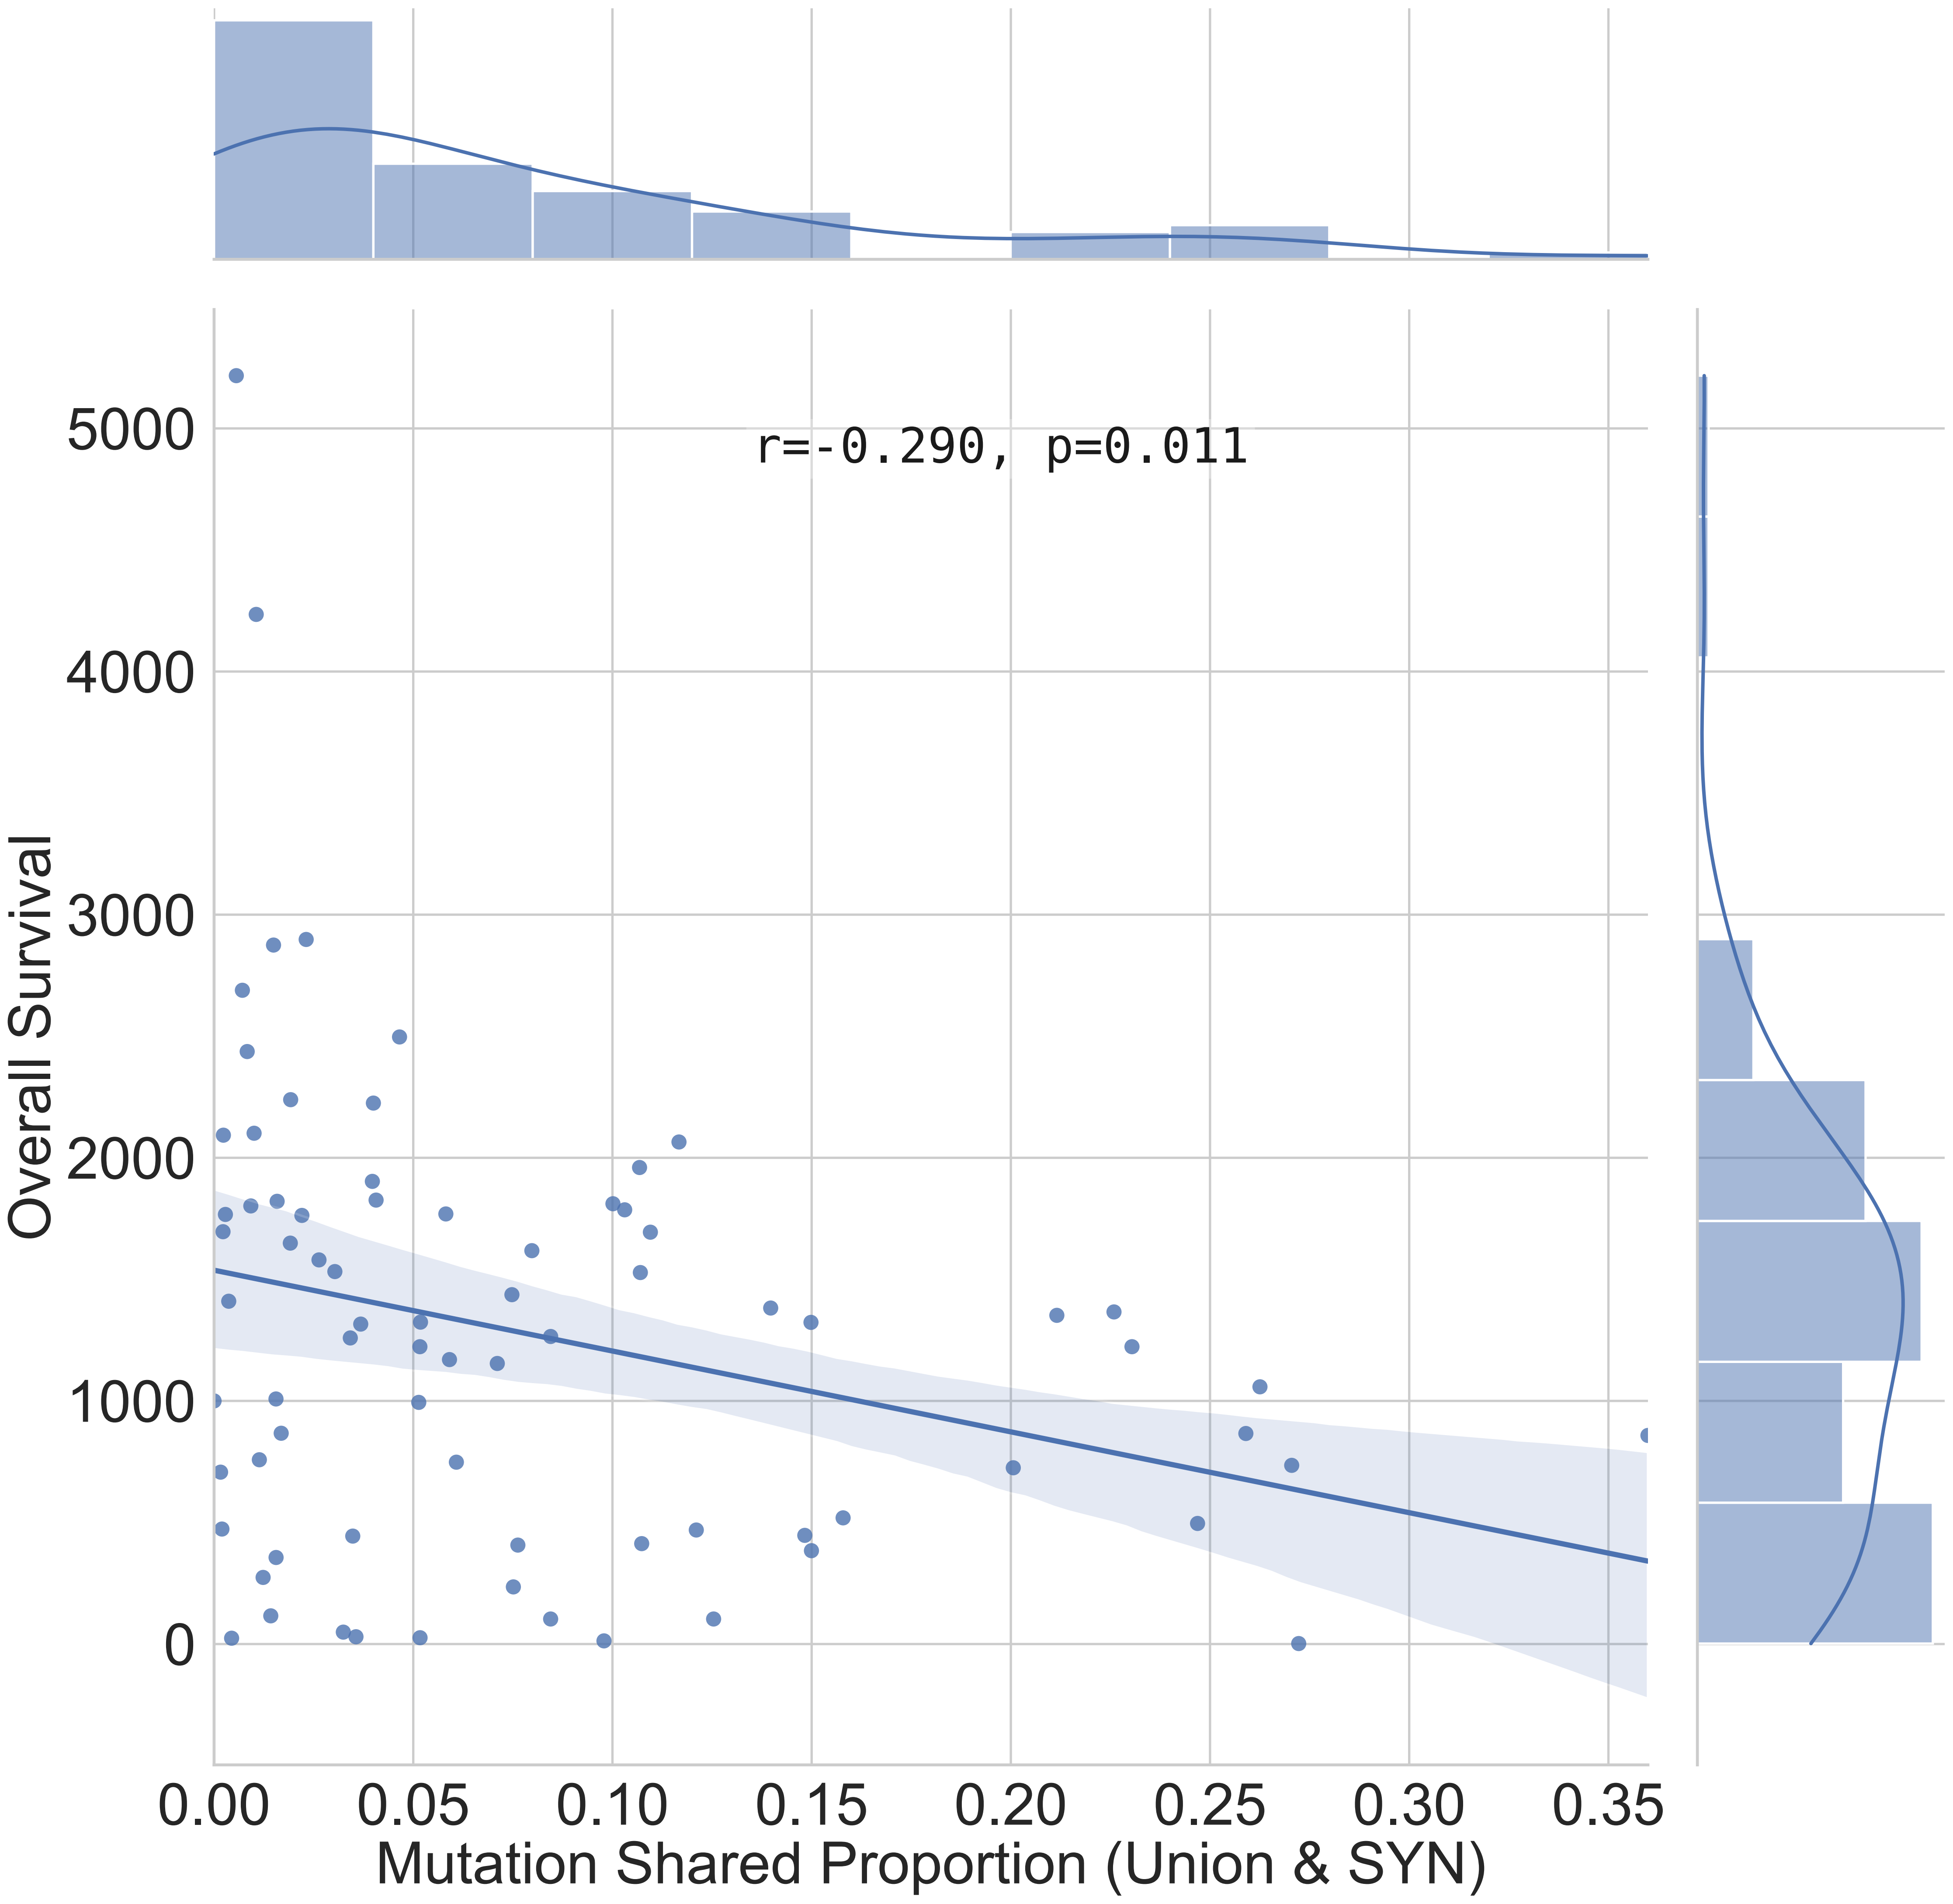 r=-0.290, p=0.011
5000
4000
3000
2000
1000
0
Overall Survival
0.00 0.05 0.10 0.15 0.20 0.25 0.30 0.35
Mutation Shared Proportion (Union & SYN)